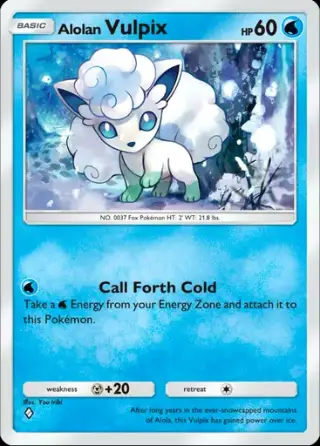 BASIC
Alolan Vulpix HP 60
NO. 0037 Fox Pokémon HT: 2' WT: 21.8 lbs.
Call Forth Cold
Take a Energy from your Energy Zone and attach it to
this Pokémon.
weakness +20 retreat
Illus. Yuu Nishida
After long years in the ever-snowcapped mountains
of Alola, this Vulpix has gained power over ice.